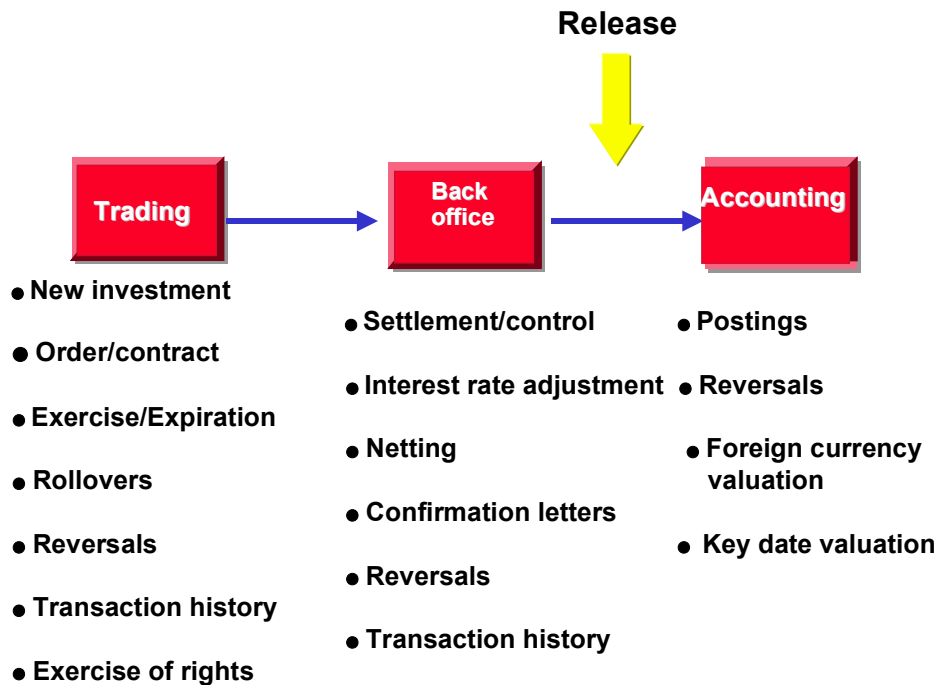 Release
Trading
Back
office
Accounting
● New investment
● Order/contract
● Exercise/Expiration
● Rollovers
● Reversals
● Transaction history
● Exercise of rights
● Settlement/control
● Interest rate adjustment
● Netting
● Confirmation letters
● Reversals
● Transaction history
● Postings
● Reversals
● Foreign currency
valuation
● Key date valuation